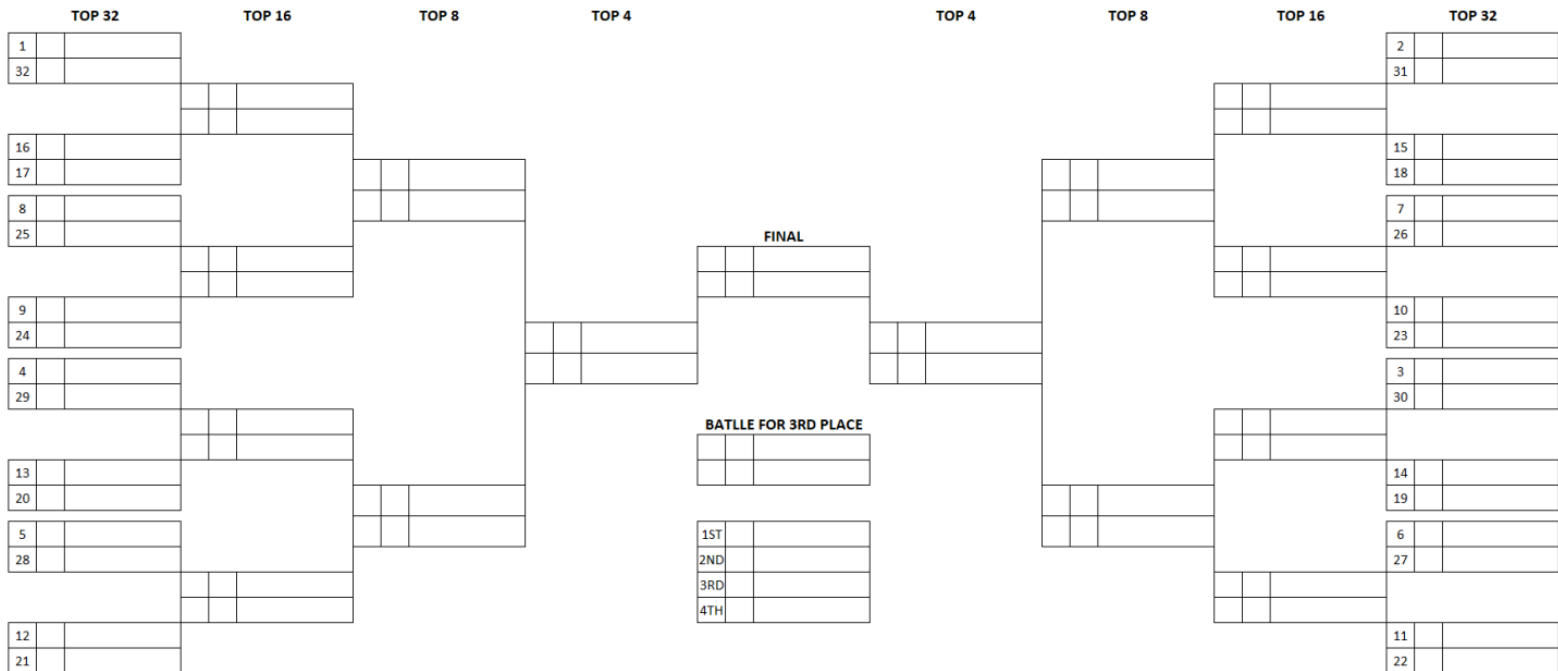 TOP 32 TOP 16 TOP 8 TOP 4 TOP 4 TOP 8 TOP 16 TOP 32
1 2
32 31
16 15
17 18
8 7
25 26
FINAL
9 10
24 23
4 3
29 30
BATLLE FOR 3RD PLACE
13 14
20 19
5 1ST 6
28 2ND 27
3RD
4TH
12 11
21 22